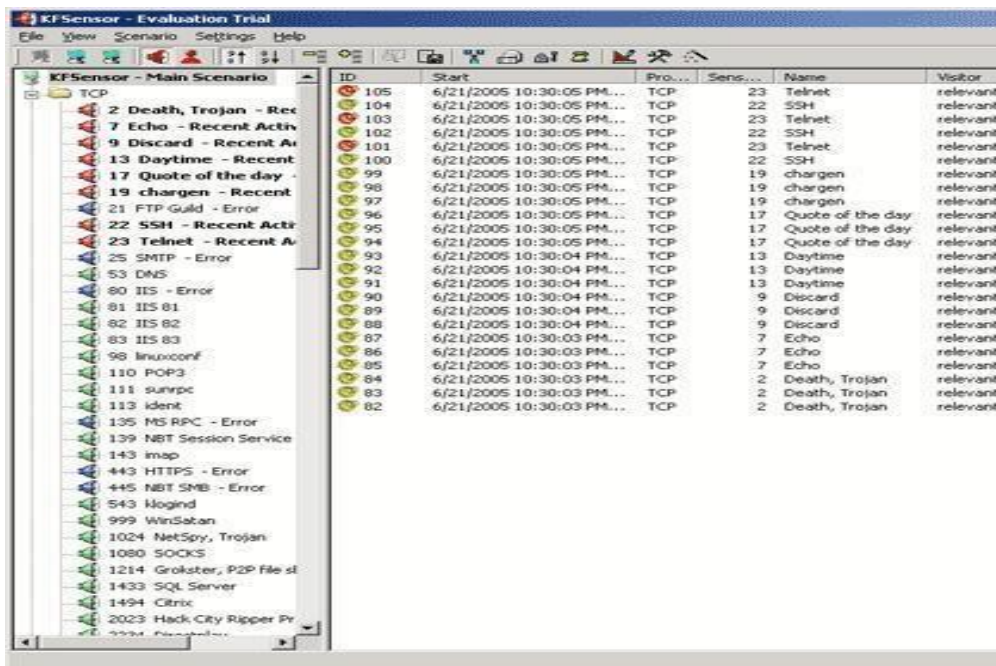 KFSensor - Evaluation Trial
File View Scenario Settings Help
KFSensor - Main Scenario
TCP
2 Death, Trojan - Rec
7 Echo - Recent Activ
9 Discard - Recent A
13 Daytime - Recent
17 Quote of the day -
19 chargen - Recent
21 FTP Guild - Error
22 SSH - Recent Activ
23 Telnet - Recent A
25 SMTP - Error
53 DNS
80 IIS - Error
81 IIS 81
82 IIS 82
83 IIS 83
98 linuxconf
110 POP3
111 sunrpc
113 ident
135 MS RPC - Error
139 NBT Session Service
143 imap
443 HTTPS - Error
445 NBT SMB - Error
543 klogind
999 WinSatan
1024 NetSpy, Trojan
1080 SOCKS
1214 Grokster, P2P file sl
1433 SQL Server
1494 Citrix
2023 Hack City Ripper Pr
ID Start Pro... Sens... Name Visitor
105 6/21/2005 10:30:05 PM... TCP 23 Telnet relevant
104 6/21/2005 10:30:05 PM... TCP 22 SSH relevant
103 6/21/2005 10:30:05 PM... TCP 23 Telnet relevant
102 6/21/2005 10:30:05 PM... TCP 22 SSH relevant
101 6/21/2005 10:30:05 PM... TCP 23 Telnet relevant
100 6/21/2005 10:30:05 PM... TCP 22 SSH relevant
99 6/21/2005 10:30:05 PM... TCP 19 chargen relevant
98 6/21/2005 10:30:05 PM... TCP 19 chargen relevant
97 6/21/2005 10:30:05 PM... TCP 19 chargen relevant
96 6/21/2005 10:30:05 PM... TCP 17 Quote of the day relevant
95 6/21/2005 10:30:05 PM... TCP 17 Quote of the day relevant
94 6/21/2005 10:30:05 PM... TCP 17 Quote of the day relevant
93 6/21/2005 10:30:04 PM... TCP 13 Daytime relevant
92 6/21/2005 10:30:04 PM... TCP 13 Daytime relevant
91 6/21/2005 10:30:04 PM... TCP 13 Daytime relevant
90 6/21/2005 10:30:04 PM... TCP 9 Discard relevant
89 6/21/2005 10:30:04 PM... TCP 9 Discard relevant
88 6/21/2005 10:30:04 PM... TCP 9 Discard relevant
87 6/21/2005 10:30:03 PM... TCP 7 Echo relevant
86 6/21/2005 10:30:03 PM... TCP 7 Echo relevant
85 6/21/2005 10:30:03 PM... TCP 7 Echo relevant
84 6/21/2005 10:30:03 PM... TCP 2 Death, Trojan relevant
83 6/21/2005 10:30:03 PM... TCP 2 Death, Trojan relevant
82 6/21/2005 10:30:03 PM... TCP 2 Death, Trojan relevant